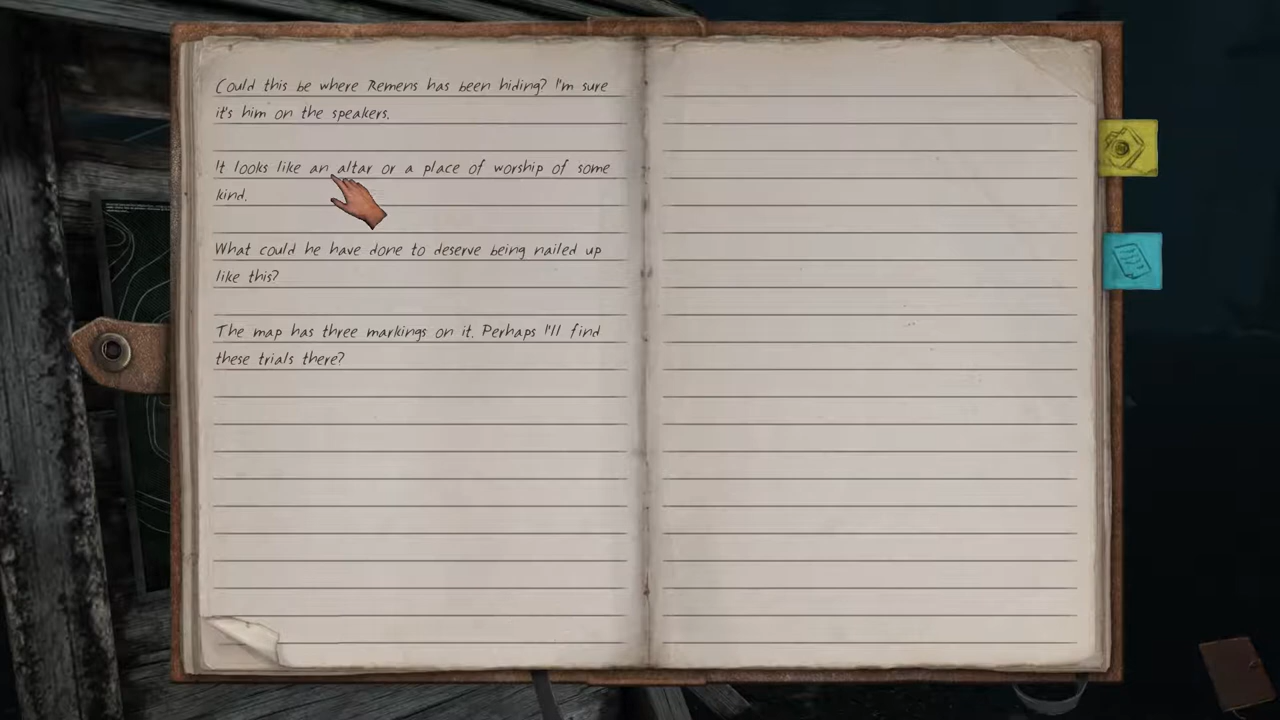 Could this be where Remens has been hiding? I'm sure
it's him on the speakers.
It looks like an altar or a place of worship of some
kind.
What could he have done to deserve being nailed up
like this?
The map has three markings on it. Perhaps I'll find
these trials there?